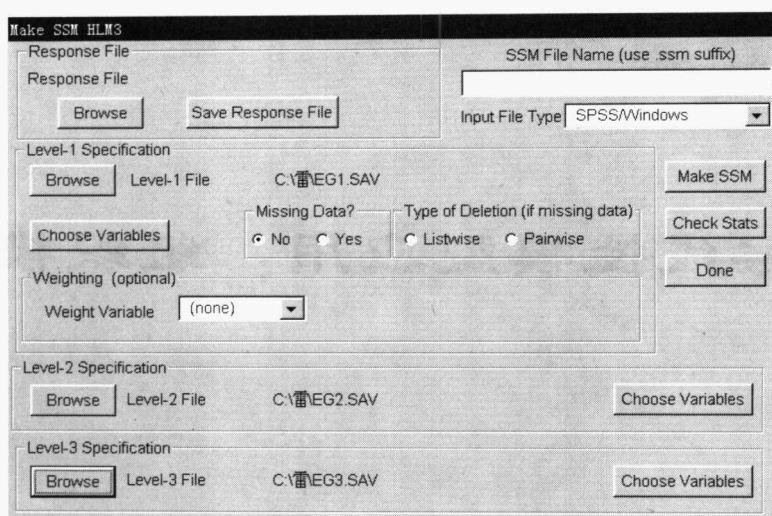 Make SSM HLM3
Response File
Response File
Browse
Save Response File
SSM File Name (use .ssm suffix)
Input File Type SPSS/Windows
Level-1 Specification
Browse Level-1 File C:\雷\EG1.SAV
Make SSM
Choose Variables
Missing Data?
No Yes
Type of Deletion (if missing data)
Listwise Pairwise
Check Stats
Done
Weighting (optional)
Weight Variable (none)
Level-2 Specification
Browse Level-2 File C:\雷\EG2.SAV Choose Variables
Level-3 Specification
Browse Level-3 File C:\雷\EG3.SAV Choose Variables